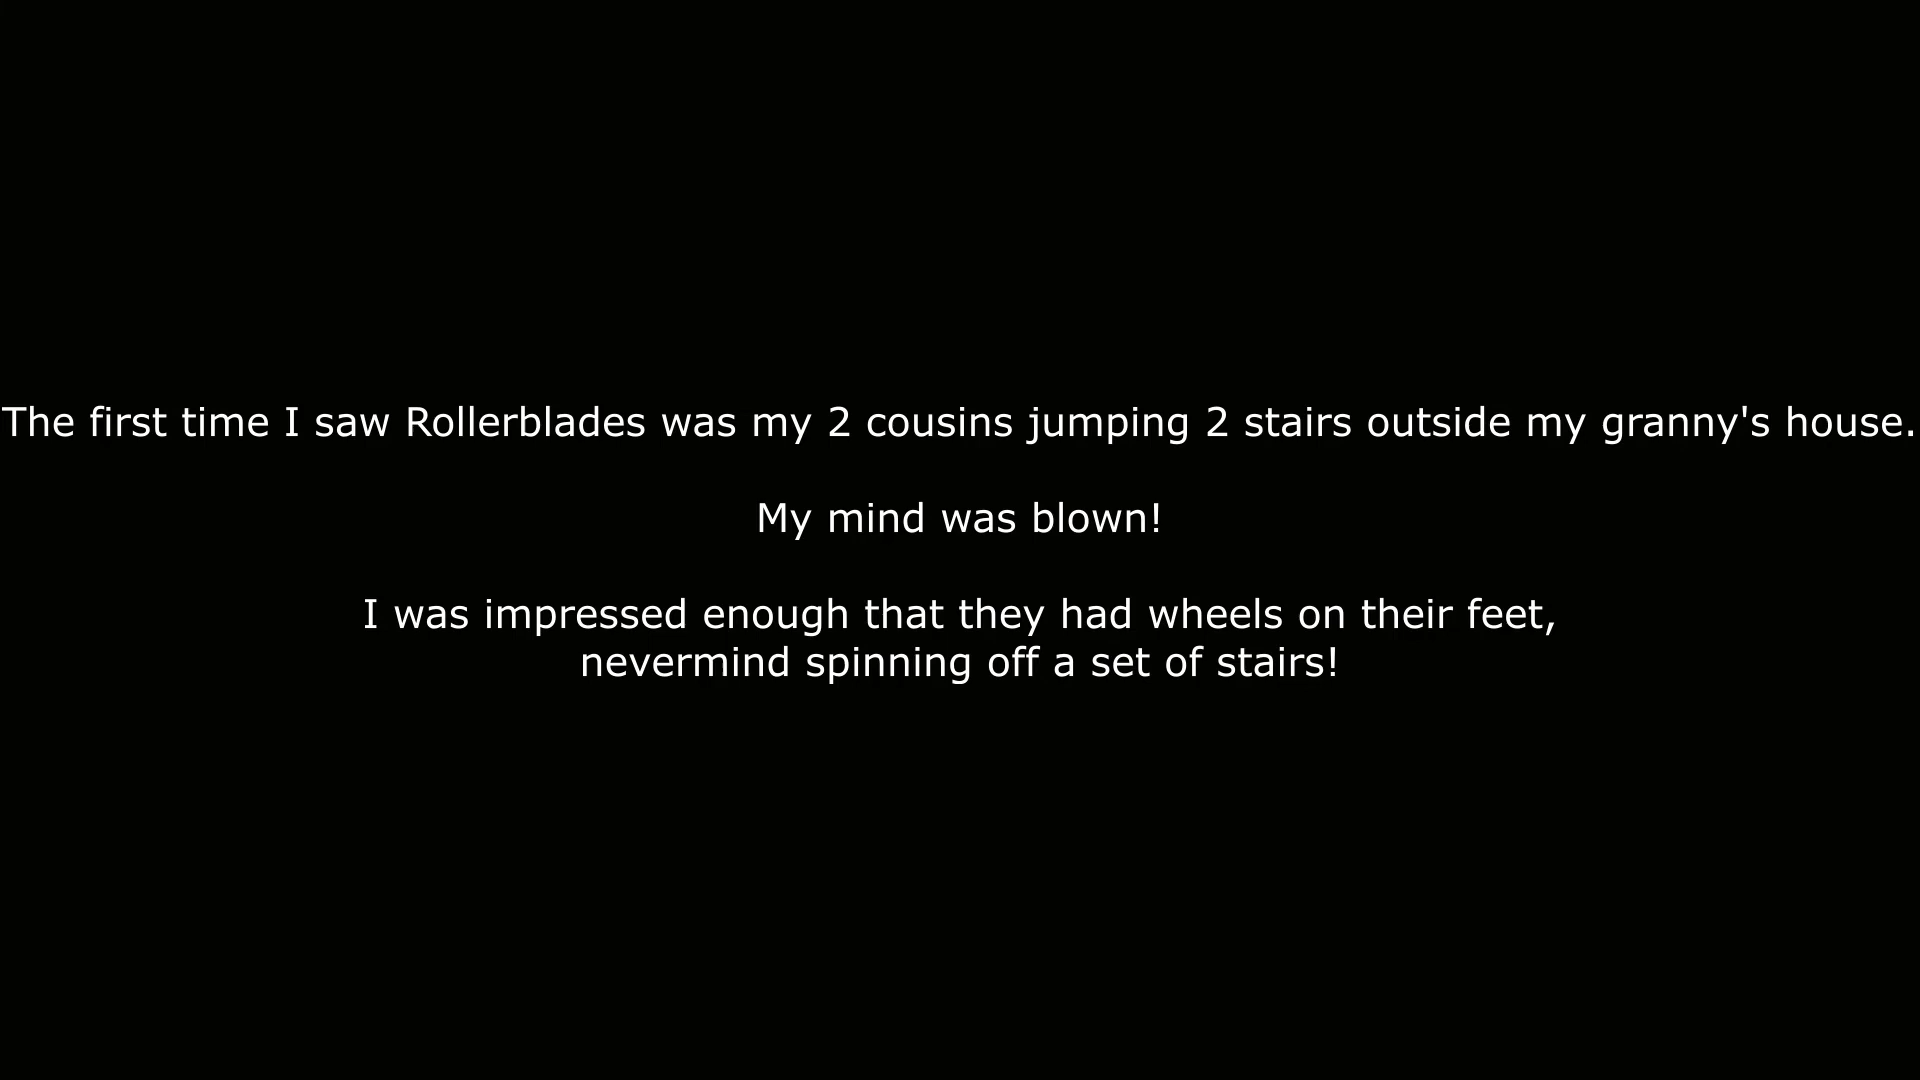 The first time I saw Rollerblades was my 2 cousins jumping 2 stairs outside my granny's house.
My mind was blown!
I was impressed enough that they had wheels on their feet,
nevermind spinning off a set of stairs!